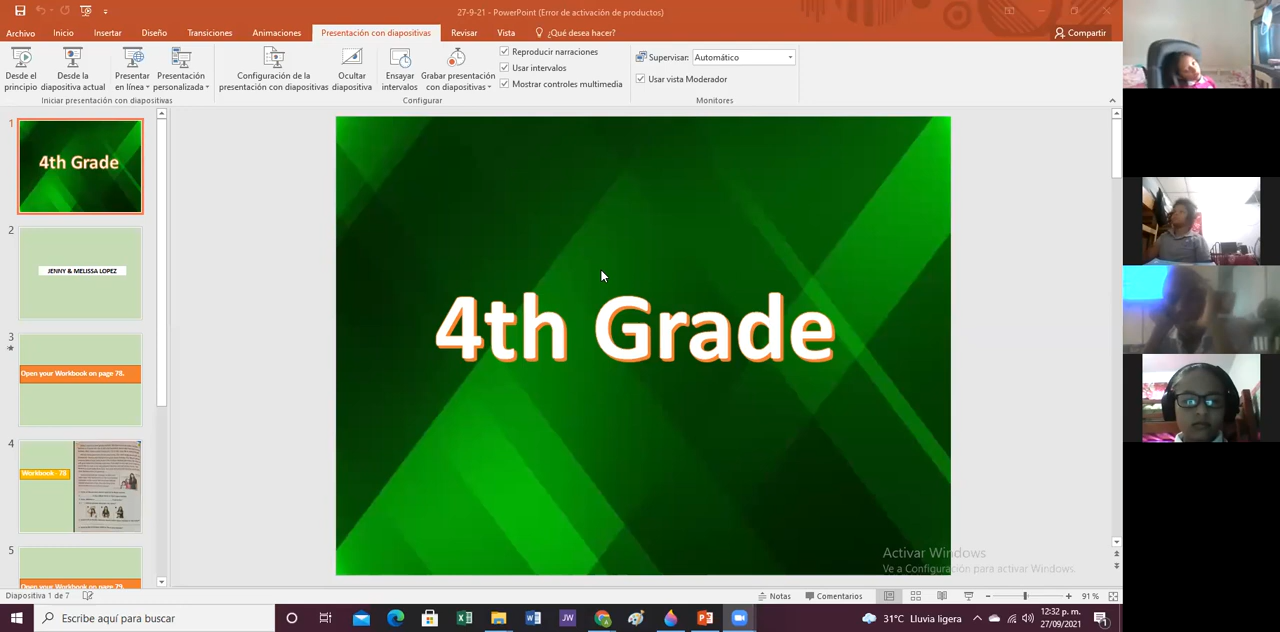 27-9-21 - PowerPoint (Error de activación de productos)
Archivo Inicio Insertar Diseño Transiciones Animaciones Presentación con diapositivas Revisar Vista ¿Qué desea hacer? Compartir
Desde el principio
Desde la diapositiva actual
Presentar en línea
Presentación personalizada
Iniciar presentación con diapositivas
Configuración de la presentación con diapositivas
Ocultar diapositiva
Ensayar intervalos
Grabar presentación con diapositivas
Reproducir narraciones
Usar intervalos
Mostrar controles multimedia
Configurar
Supervisar: Automático
Usar vista Moderador
Monitores
1
4th Grade
2
JENNY & MELISSA LOPEZ
3
Open your Workbook on page 78.
4
Workbook - 78
5
Open your Workbook on page 79.
4th Grade
Activar Windows
Ve a Configuración para activar Windows.
Diapositiva 1 de 7 Notas Comentarios 91 %
Escribe aquí para buscar
JW
31°C Lluvia ligera
12:32 p. m.
27/09/2021